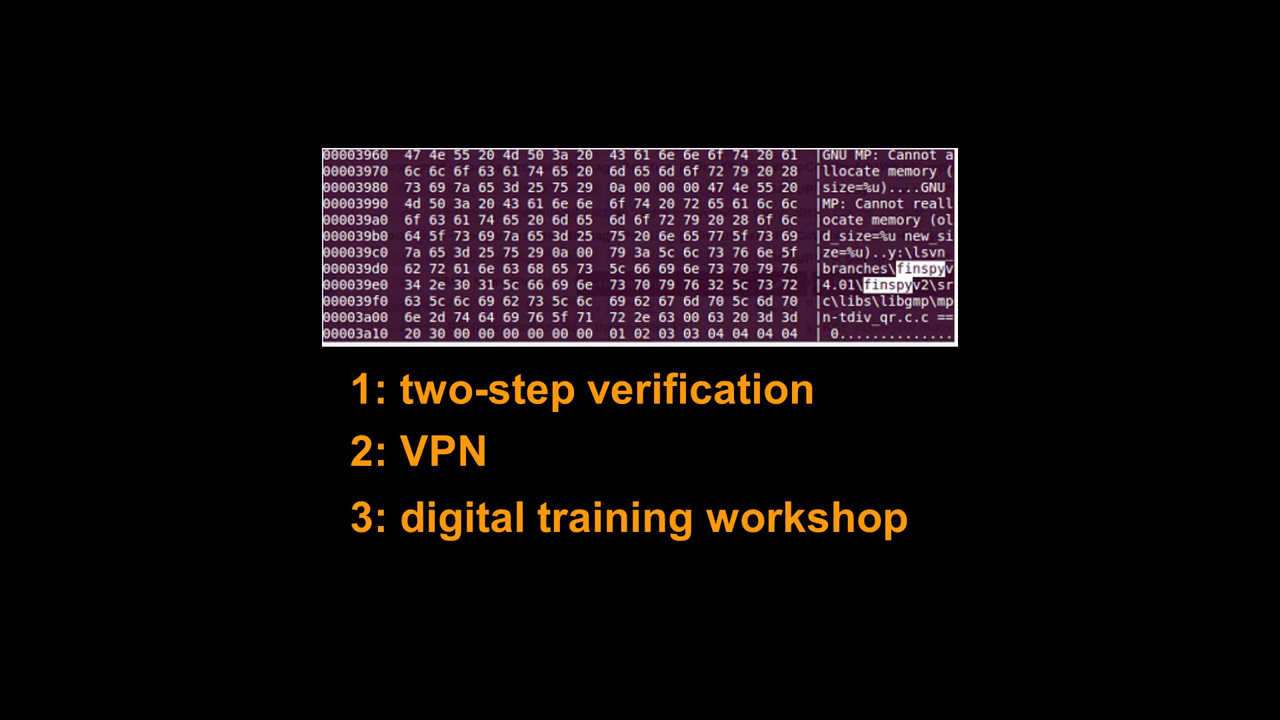 00003960  47 4e 55 20 4d 50 3a 20  43 61 6e 6e 6f 74 20 61  |GNU MP: Cannot a
00003970  6c 6c 6f 63 61 74 65 20  6d 65 6d 6f 72 79 20 28  |llocate memory (
00003980  73 69 7a 65 3d 25 75 29  0a 00 00 00 47 4e 55 20  |size=%u)....GNU
00003990  4d 50 3a 20 43 61 6e 6e  6f 74 20 72 65 61 6c 6c  |MP: Cannot reall
000039a0  6f 63 61 74 65 20 6d 65  6d 6f 72 79 20 28 6f 6c  |ocate memory (ol
000039b0  64 5f 73 69 7a 65 3d 25  75 20 6e 65 77 5f 73 69  |d_size=%u new_si
000039c0  7a 65 3d 25 75 29 0a 00  79 3a 5c 6c 73 76 6e 5f  |ze=%u)..y:\lsvn_
000039d0  62 72 61 6e 63 68 65 73  5c 66 69 6e 73 70 79 76  |branches\finspyv
000039e0  34 2e 30 31 5c 66 69 6e  73 70 79 76 32 5c 73 72  |4.01\finspyv2\sr
000039f0  63 5c 6c 69 62 73 5c 6c  69 62 67 6d 70 5c 6d 70  |c\libs\libgmp\mp
00003a00  6e 2d 74 64 69 76 5f 71  72 2e 63 00 63 20 3d 3d  |n-tdiv_qr.c.c ==
00003a10  20 30 00 00 00 00 00 00  01 02 03 03 04 04 04 04  | 0..............
1: two-step verification
2: VPN
3: digital training workshop